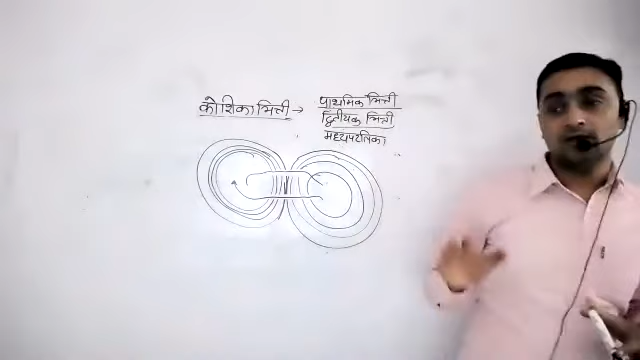 कोशिका भित्ती → प्राथमिक भित्ती
द्वितीयक भित्ती
मध्यपटलिका